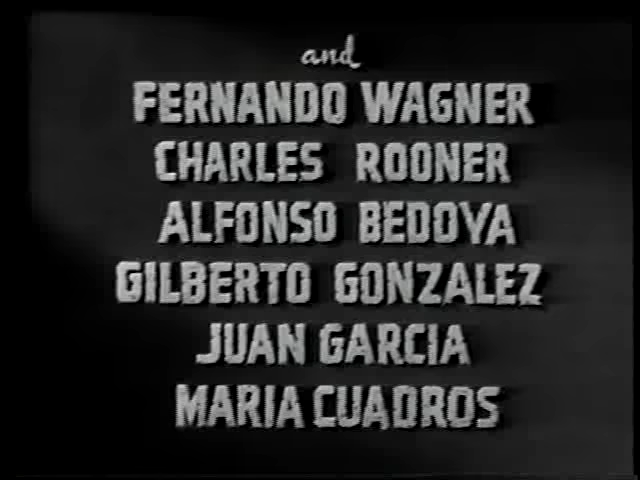 and
FERNANDO WAGNER
CHARLES ROONER
ALFONSO BEDOYA
GILBERTO GONZALEZ
JUAN GARCIA
MARIA CUADROS